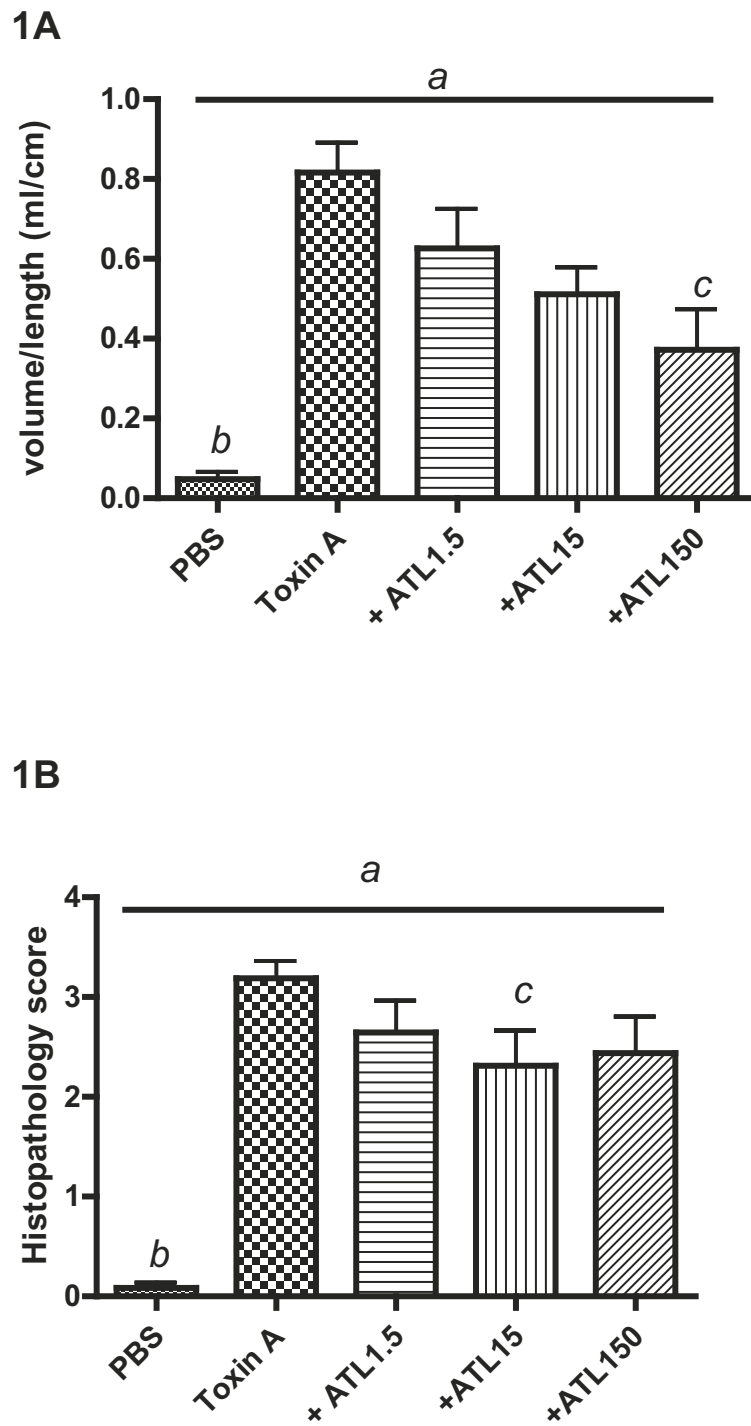 1A
a
1.0
0.8
0.6
0.4
0.2
0.0
volume/length (ml/cm)
b
c
PBS
Toxin A
+ ATL1.5
+ATL15
+ATL150
1B
a
4
3
2
1
0
Histopathology score
b
c
PBS
Toxin A
+ ATL1.5
+ATL15
+ATL150